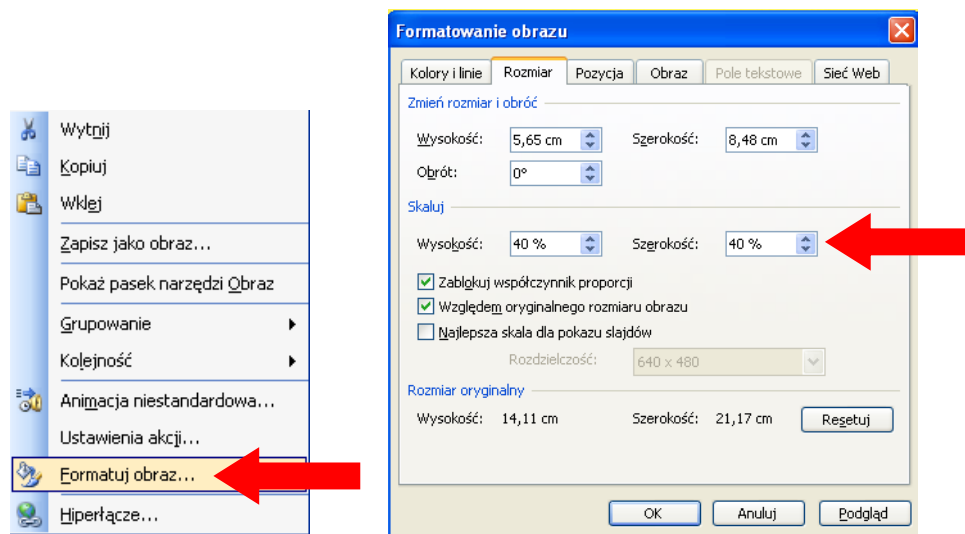 Wytnij
Kopiuj
Wklej
Zapisz jako obraz...
Pokaż pasek narzędzi Obraz
Grupowanie
Kolejność
Animacja niestandardowa...
Ustawienia akcji...
Formatuj obraz...
Hiperłącze...
Formatowanie obrazu
Kolory i linie Rozmiar Pozycja Obraz Pole tekstowe Sieć Web
Zmień rozmiar i obróć
Wysokość: 5,65 cm Szerokość: 8,48 cm
Obrót: 0°
Skaluj
Wysokość: 40 % Szerokość: 40 %
Zablokuj współczynnik proporcji
Względem oryginalnego rozmiaru obrazu
Najlepsza skala dla pokazu slajdów
Rozdzielczość: 640 x 480
Rozmiar oryginalny
Wysokość: 14,11 cm Szerokość: 21,17 cm Resetuj
OK Anuluj Podgląd